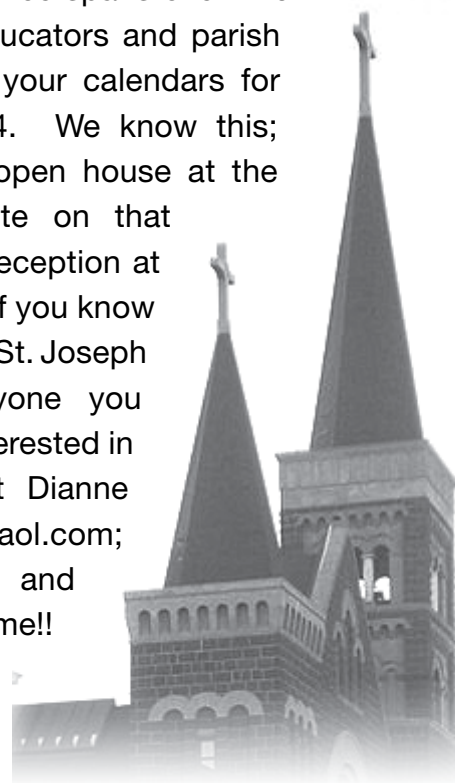 ucators and parish
your calendars for
4. We know this;
open house at the
te on that
eception at
f you know
St. Joseph
yone you
erested in
t Dianne
aol.com;
and
me!!